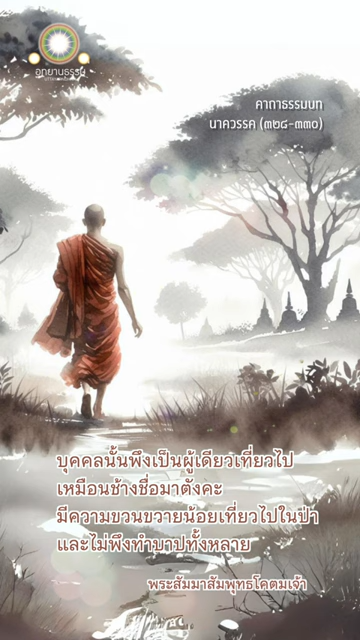 อุทยานธรรม
คาถาธรรมบท
นาควรรค (๓๒๘-๓๓๐)
บุคคลนั้นพึงเป็นผู้เดียวเที่ยวไป
เหมือนช้างชื่อมาตังคะ
มีความขวนขวายน้อยเที่ยวไปในป่า
และไม่พึงทำบาปทั้งหลาย
พระสัมมาสัมพุทธโคตมเจ้า